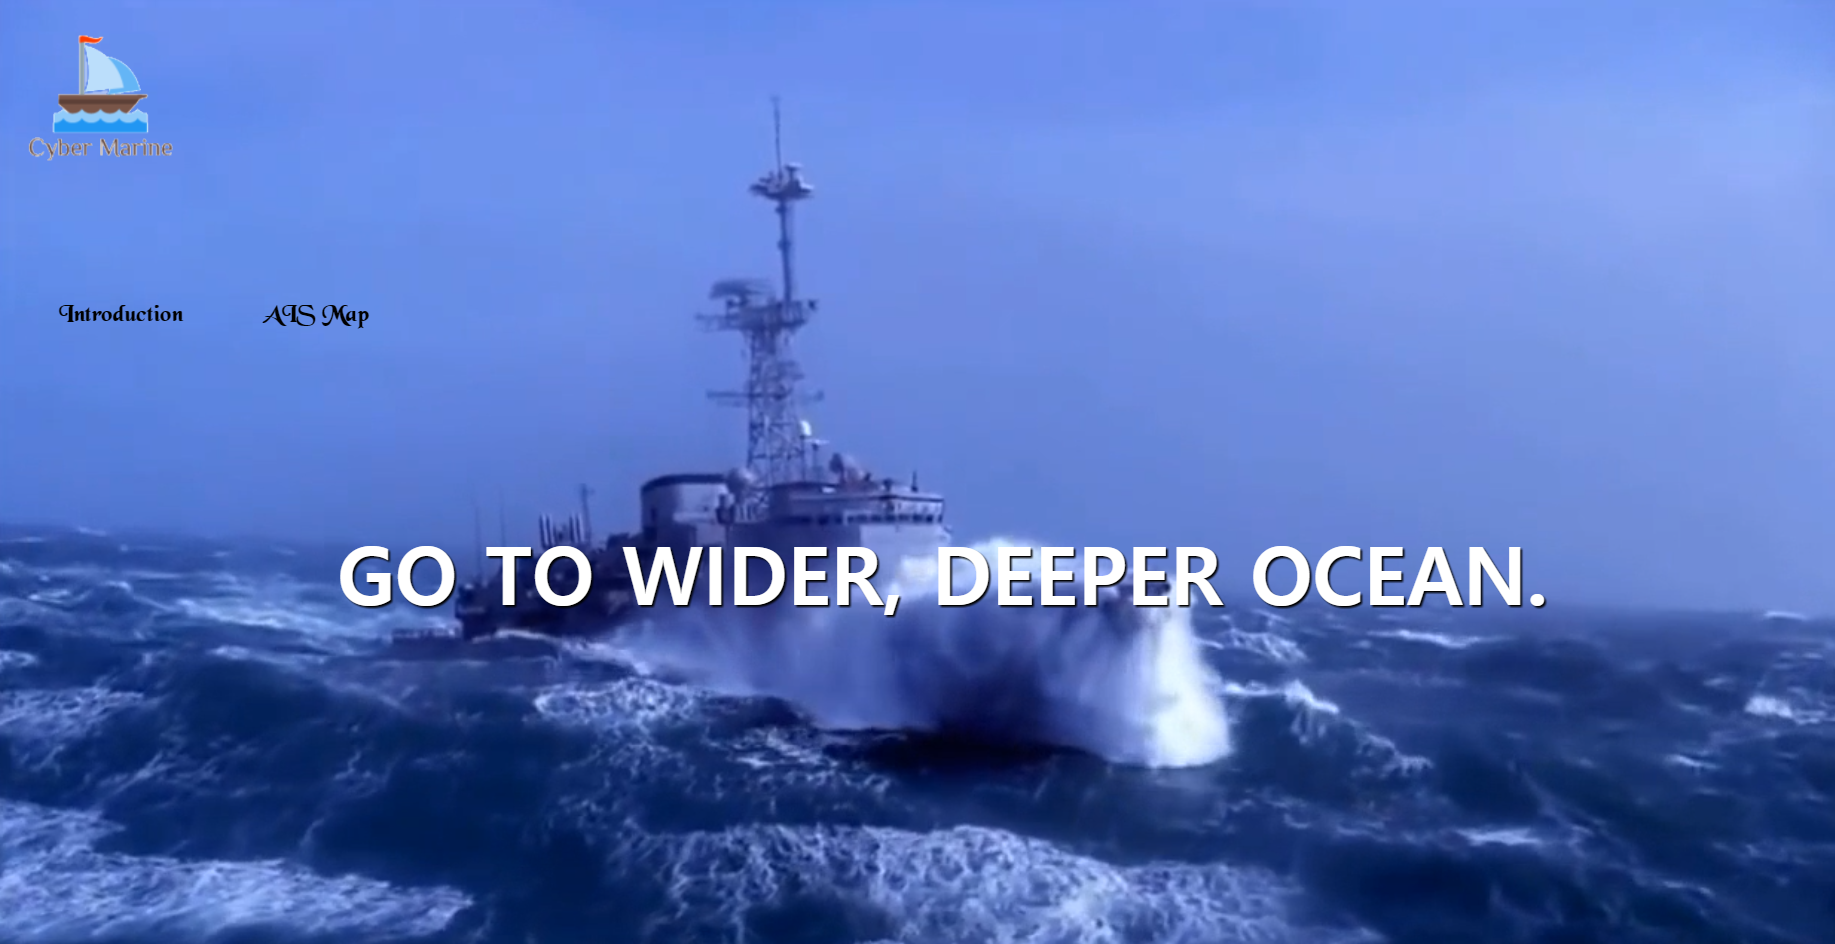 Cyber Marine
Introduction
AIS Map
GO TO WIDER, DEEPER OCEAN.